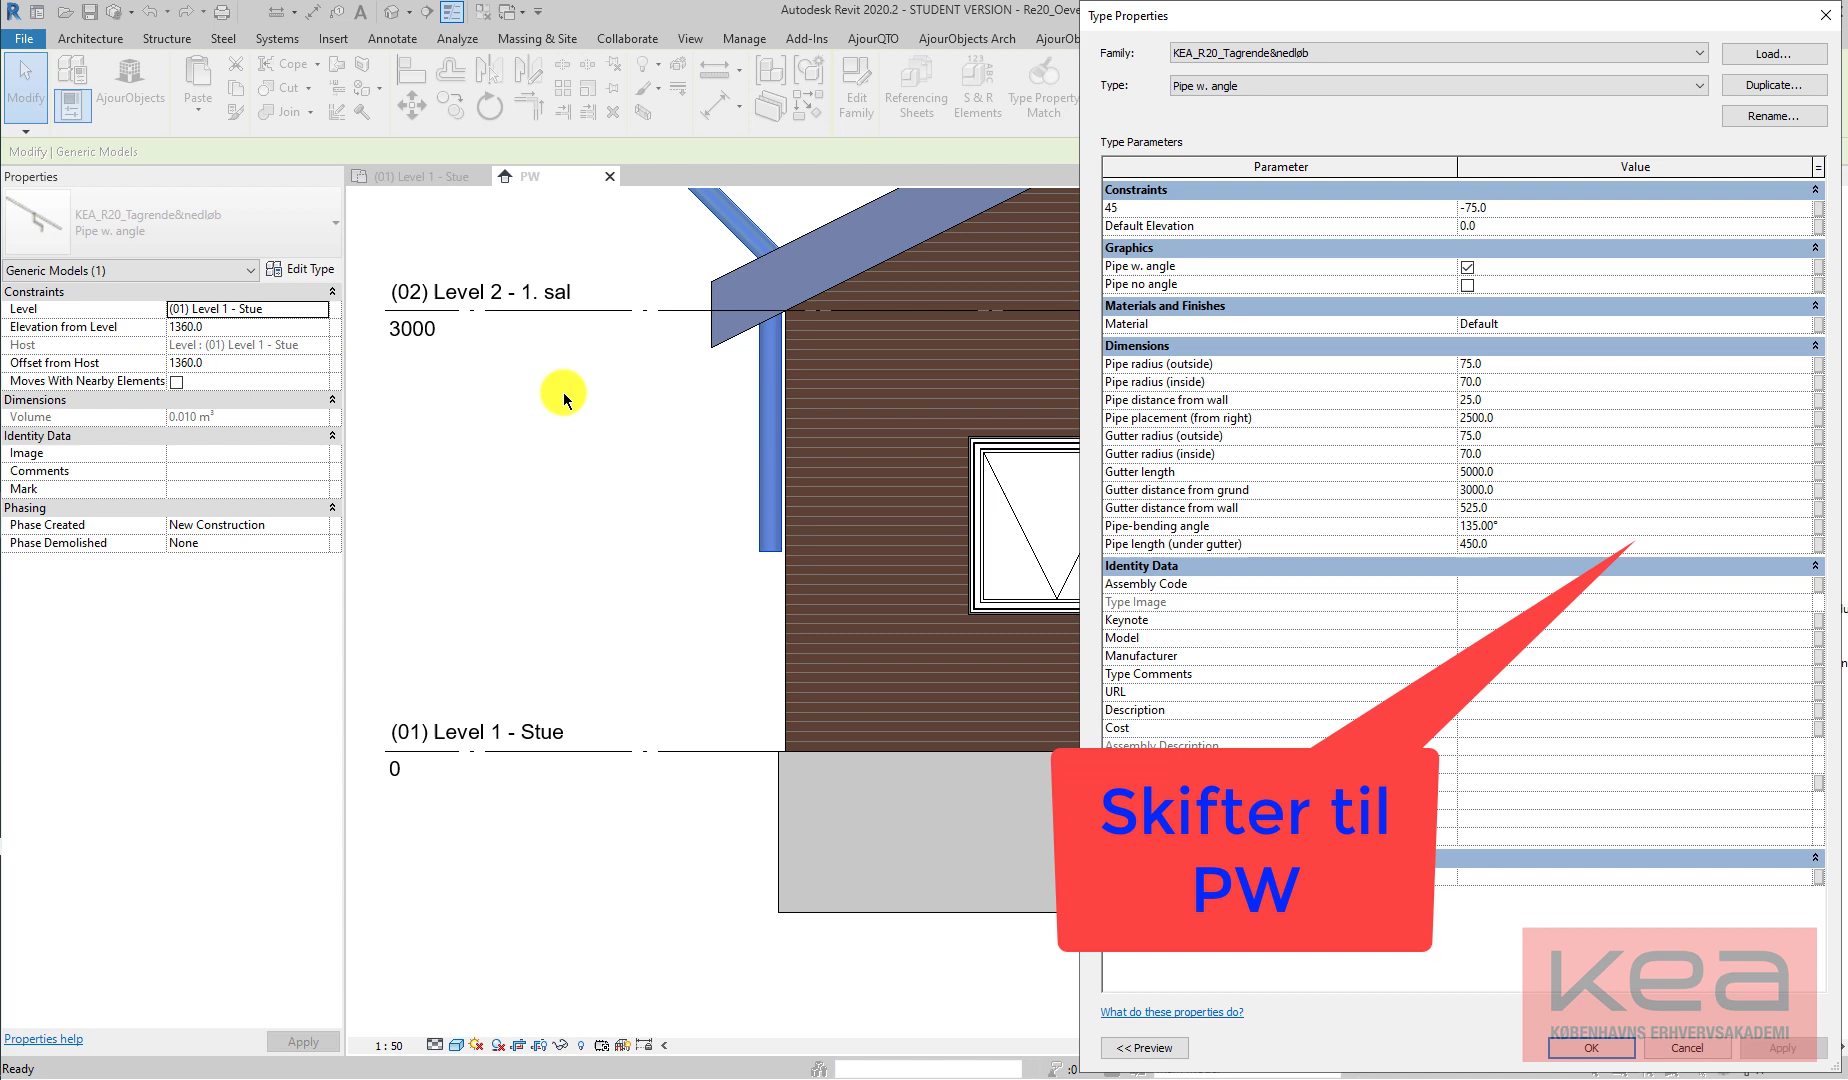 Autodesk Revit 2020.2 - STUDENT VERSION - Re20_Oeve
File
Architecture
Structure
Steel
Systems
Insert
Annotate
Analyze
Massing & Site
Collaborate
View
Manage
Add-Ins
AjourQTO
AjourObjects Arch
AjourOb
Modify
AjourObjects
Paste
Cope
Cut
Join
Edit
Family
Referencing
Sheets
S & R
Elements
Type Property
Match
Modify | Generic Models
Properties
(01) Level 1 - Stue
PW
KEA_R20_Tagrende&nedløb
Pipe w. angle
Generic Models (1)
Edit Type
Constraints
Level (01) Level 1 - Stue
Elevation from Level 1360.0
Host Level : (01) Level 1 - Stue
Offset from Host 1360.0
Moves With Nearby Elements
Dimensions
Volume 0.010 m³
Identity Data
Image
Comments
Mark
Phasing
Phase Created New Construction
Phase Demolished None
Properties help
Apply
Ready
(02) Level 2 - 1. sal
3000
(01) Level 1 - Stue
0
1 : 50
:0
Type Properties
Family: KEA_R20_Tagrende&nedløb Load...
Type: Pipe w. angle Duplicate...
Rename...
Type Parameters
Parameter Value =
Constraints
45 -75.0
Default Elevation 0.0
Graphics
Pipe w. angle
Pipe no angle
Materials and Finishes
Material Default
Dimensions
Pipe radius (outside) 75.0
Pipe radius (inside) 70.0
Pipe distance from wall 25.0
Pipe placement (from right) 2500.0
Gutter radius (outside) 75.0
Gutter radius (inside) 70.0
Gutter length 5000.0
Gutter distance from grund 3000.0
Gutter distance from wall 525.0
Pipe-bending angle 135.00°
Pipe length (under gutter) 450.0
Identity Data
Assembly Code
Type Image
Keynote
Model
Manufacturer
Type Comments
URL
Description
Cost
Assembly Description
Skifter til
PW
What do these properties do?
<< Preview
OK
Cancel
Apply
kea
KØBENHAVNS ERHVERVSAKADEMI